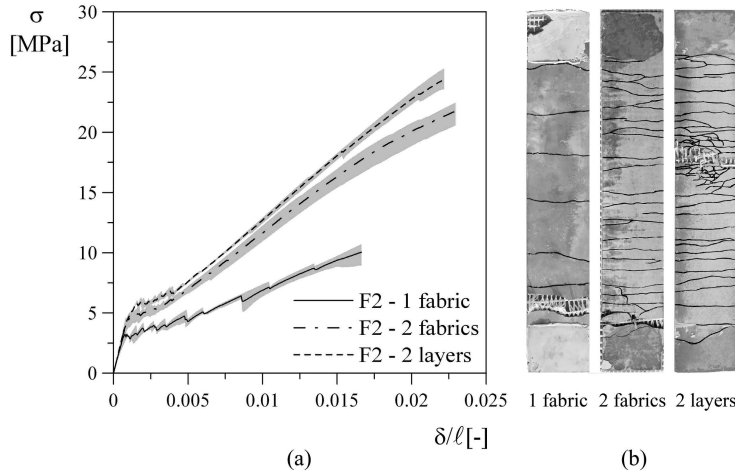 σ
[MPa]
30
25
20
15
10
5
0
F2 - 1 fabric
F2 - 2 fabrics
F2 - 2 layers
0 0.005 0.01 0.015 0.02 0.025
δ/ℓ[-]
(a)
1 fabric 2 fabrics 2 layers
(b)